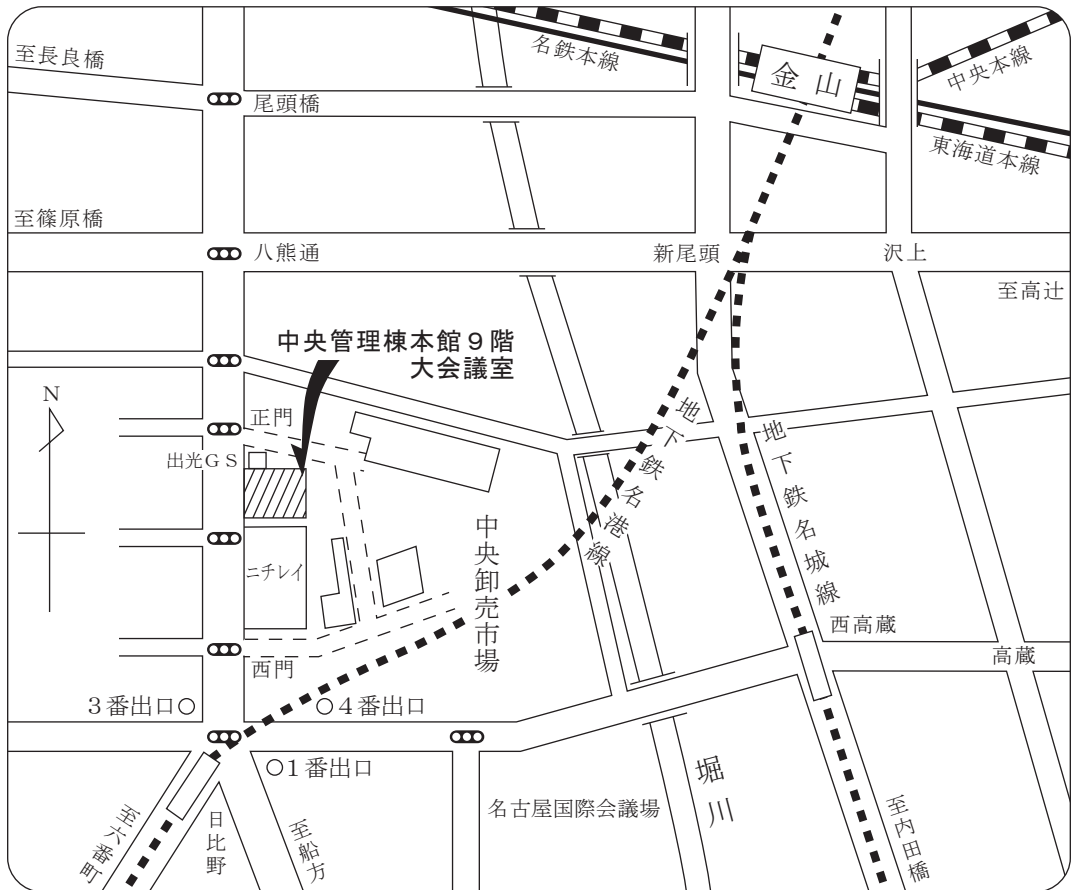 至長良橋
名鉄本線
金山
中央本線
尾頭橋
東海道本線
至篠原橋
八熊通
新尾頭
沢上
至高辻
中央管理棟本館９階
大会議室
N
正門
出光ＧＳ
地下鉄名港線
地下鉄名城線
中央卸売市場
ニチレイ
西高蔵
高蔵
西門
３番出口
４番出口
１番出口
堀川
名古屋国際会議場
至六番町
日比野
至船方
至内田橋